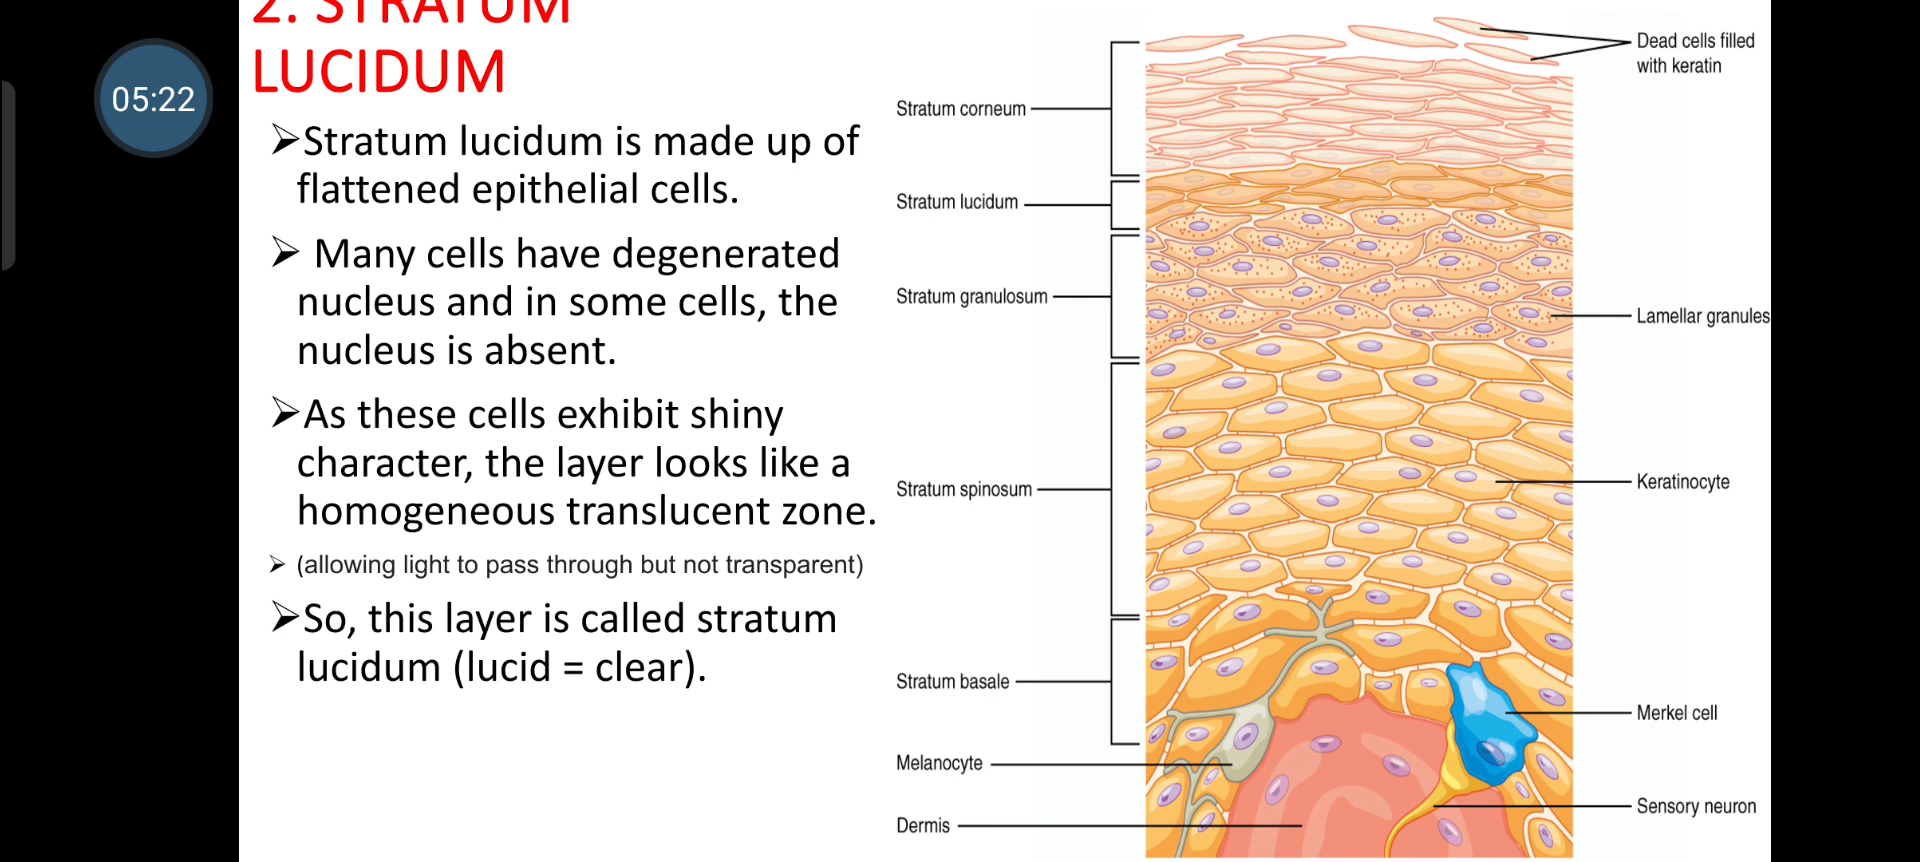 05:22
2. STRATUM
LUCIDUM
➢Stratum lucidum is made up of
flattened epithelial cells.
➢ Many cells have degenerated
nucleus and in some cells, the
nucleus is absent.
➢As these cells exhibit shiny
character, the layer looks like a
homogeneous translucent zone.
➢ (allowing light to pass through but not transparent)
➢So, this layer is called stratum
lucidum (lucid = clear).
Stratum corneum
Stratum lucidum
Stratum granulosum
Stratum spinosum
Stratum basale
Melanocyte
Dermis
Dead cells filled
with keratin
Lamellar granules
Keratinocyte
Merkel cell
Sensory neuron